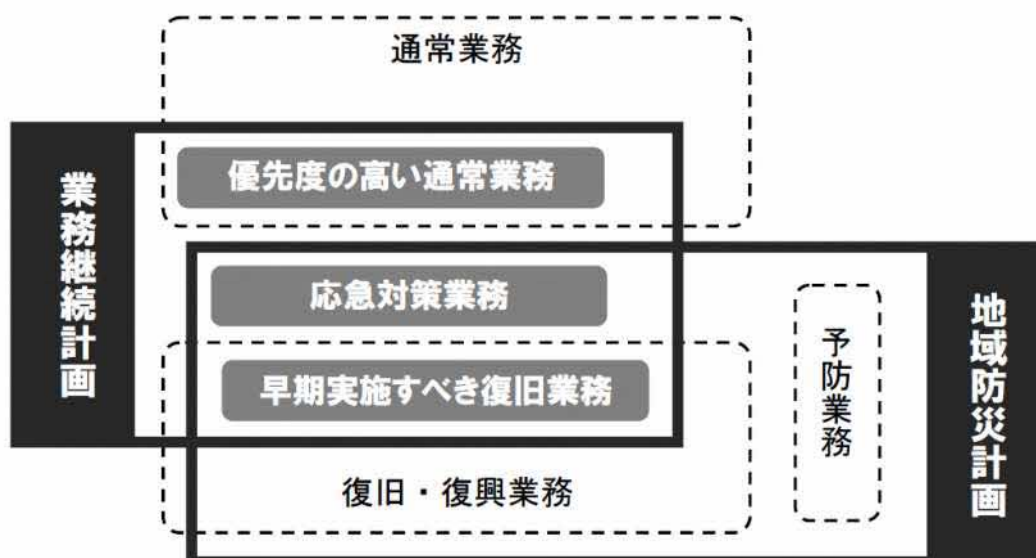 通常業務
優先度の高い通常業務
業務継続計画
応急対策業務
早期実施すべき復旧業務
復旧・復興業務
予防業務
地域防災計画